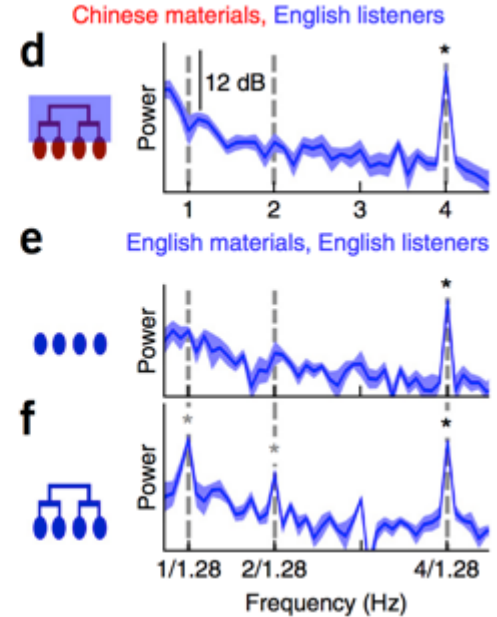 Chinese materials, English listeners
d
*
12 dB
Power
1 2 3 4
e
English materials, English listeners
*
Power
f
* * *
Power
1/1.28 2/1.28 4/1.28
Frequency (Hz)